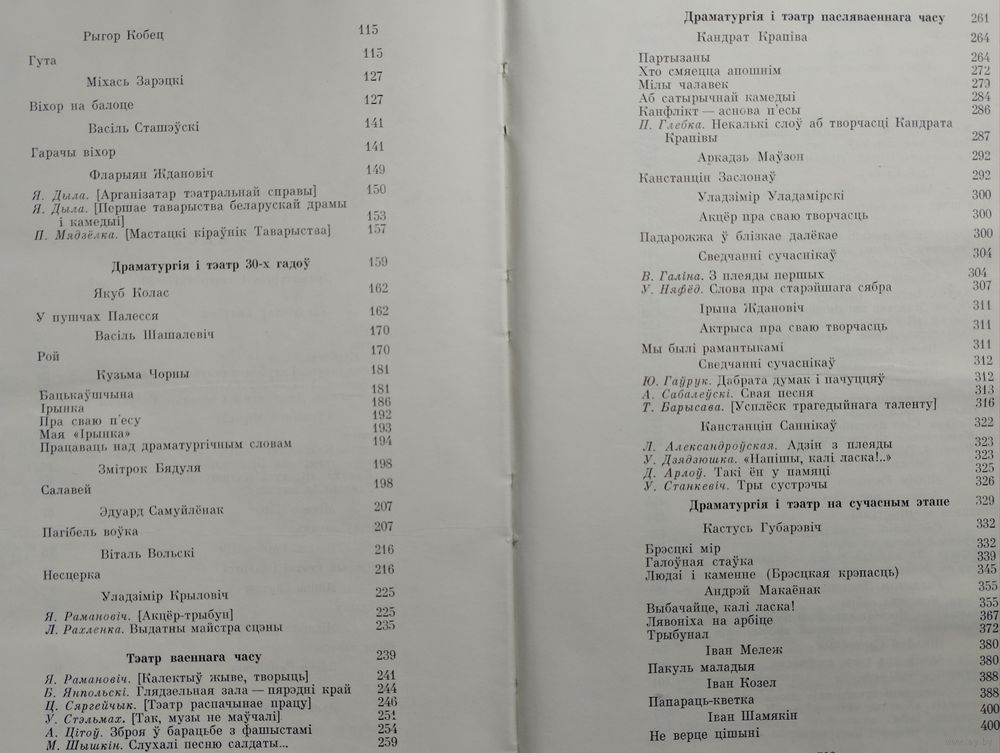 Рыгор Кобец 115
Гута 115
Міхась Зарэцкі 127
Віхор на балоце 127
Васіль Сташэўскі 141
Гарачы віхор 141
Фларыян Ждановіч 149
Я. Дыла. [Арганізатар тэатральнай справы] 150
Я. Дыла. [Першае таварыства беларускай драмы
і камедыі] 153
П. Мядзёлка. [Мастацкі кіраўнік Таварыства] 157
Драматургія і тэатр 30-х гадоў 159
Якуб Колас 162
У пушчах Палесся 162
Васіль Шашалевіч 170
Рой 170
Кузьма Чорны 181
Бацькаўшчына 181
Ірынка 186
Пра сваю п'есу 192
Мая «Ірынка» 193
Працаваць над драматургічным словам 194
Змітрок Бядуля 198
Салавей 198
Эдуард Самуйлёнак 207
Пагібель воўка 207
Віталь Вольскі 216
Несцерка 216
Уладзімір Крыловіч 225
Я. Рамановіч. [Акцёр-трыбун] 225
Л. Рахленка. Выдатны майстра сцэны 235
Тэатр ваеннага часу 239
Я. Рамановіч. [Калектыў жыве, творыць] 241
Б. Янпольскі. Глядзельная зала — пярэдні край 244
Ц. Сяргейчык. [Тэатр распачынае працу] 246
У. Стэльмах. [Так, музы не маўчалі] 251
А. Цітоў. Зброя ў барацьбе з фашыстамі 254
М. Шышкін. Слухалі песню салдаты... 259
Драматургія і тэатр пасляваеннага часу 261
Кандрат Крапіва 264
Партызаны 264
Хто смяецца апошнім 272
Мілы чалавек 279
Аб сатырычнай камедыі 284
Канфлікт — аснова п'есы 286
П. Глебка. Некалькі слоў аб творчасці Кандрата
Крапівы 287
Аркадзь Маўзон 292
Канстанцін Заслонаў 292
Уладзімір Уладамірскі 300
Акцёр пра сваю творчасць 300
Падарожжа ў блізкае далёкае 300
Сведчанні сучаснікаў 304
В. Галіна. З плеяды першых 304
У. Няфёд. Слова пра старэйшага сябра 307
Ірына Ждановіч 311
Актрыса пра сваю творчасць 311
Мы былі рамантыкамі 311
Сведчанні сучаснікаў 312
Ю. Гаўрук. Дабрата думак і пачуццяў 312
А. Сабалеўскі. Свая песня 313
Т. Барысава. [Усплёск трагедыйнага таленту] 316
Канстанцін Саннікаў 322
Л. Александроўская. Адзін з плеяды 323
У. Дзядзюшка. «Напішы, калі ласка!..» 323
Д. Арлоў. Такі ён у памяці 325
У. Станкевіч. Тры сустрэчы 326
Драматургія і тэатр на сучасным этапе 329
Кастусь Губарэвіч 332
Брэсцкі мір 332
Галоўная стаўка 339
Людзі і каменне (Брэсцкая крэпасць) 345
Андрэй Макаёнак 355
Выбачайце, калі ласка! 355
Лявоніха на арбіце 367
Трыбунал 372
Іван Мележ 380
Пакуль маладыя 380
Іван Козел 388
Папараць-кветка 388
Іван Шамякін 400
Не верце цішыні 400